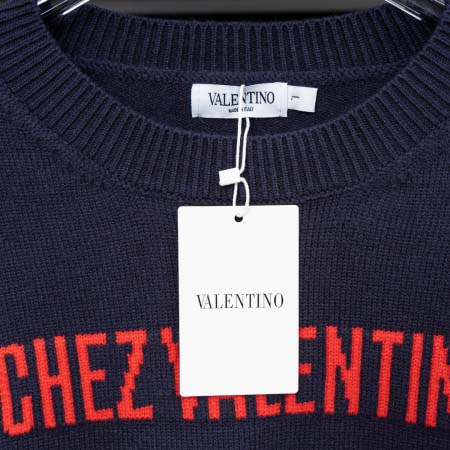 VALENTINO
MADE IN ITALY
VALENTINO
CHEZ VALENTIN